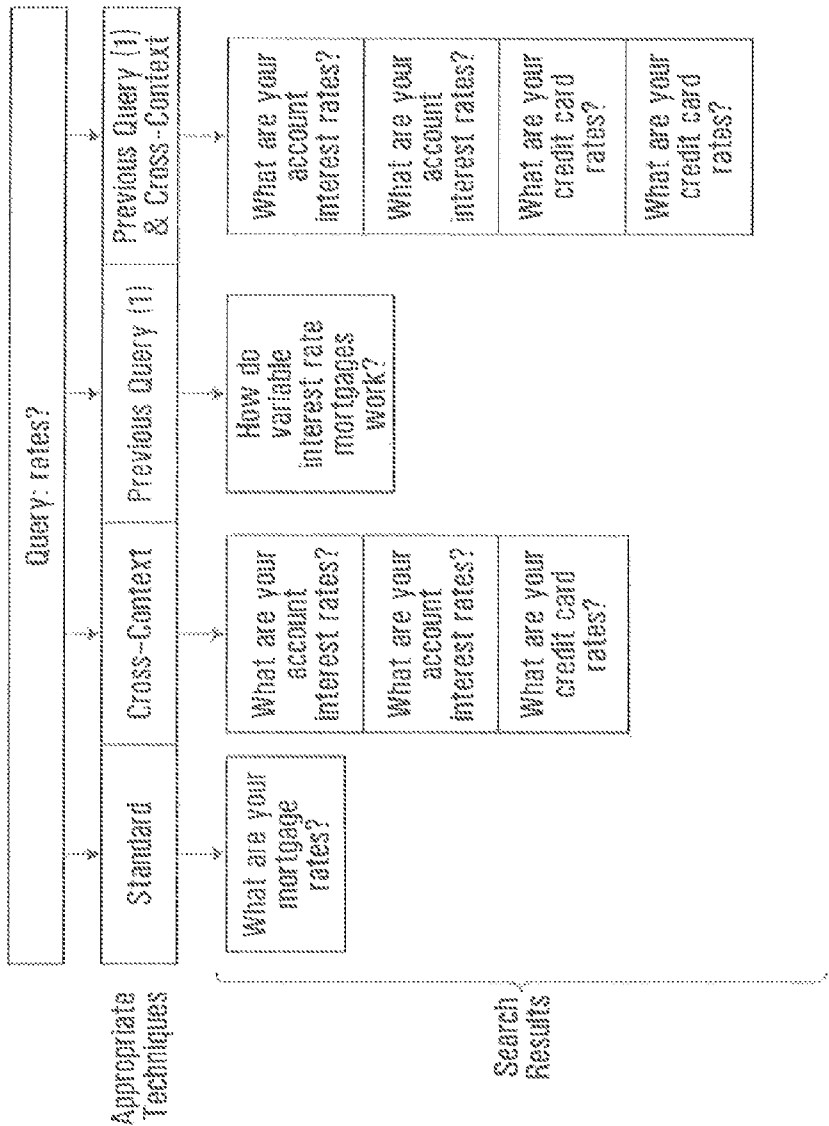 Query: rates?
Appropriate
Techniques
Standard
Cross-Context
Previous Query (1)
Previous Query (1)
& Cross-Context
Search
Results
What are your
mortgage
rates?
What are your
account
interest rates?
What are your
account
interest rates?
What are your
credit card
rates?
How do
variable
interest rate
mortgages
work?
What are your
account
interest rates?
What are your
account
interest rates?
What are your
credit card
rates?
What are your
credit card
rates?